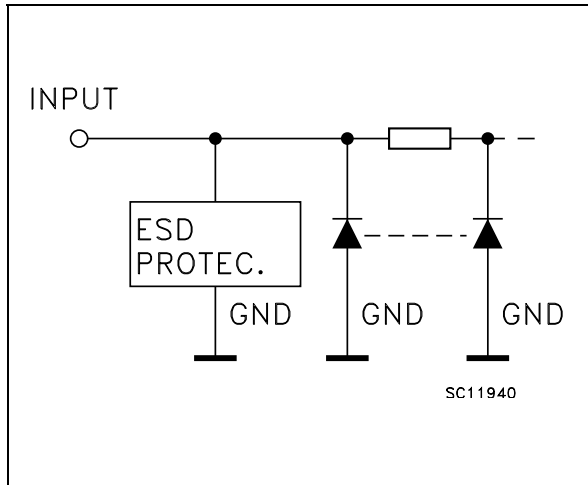 INPUT
ESD
PROTEC.
GND
GND
GND
SC11940